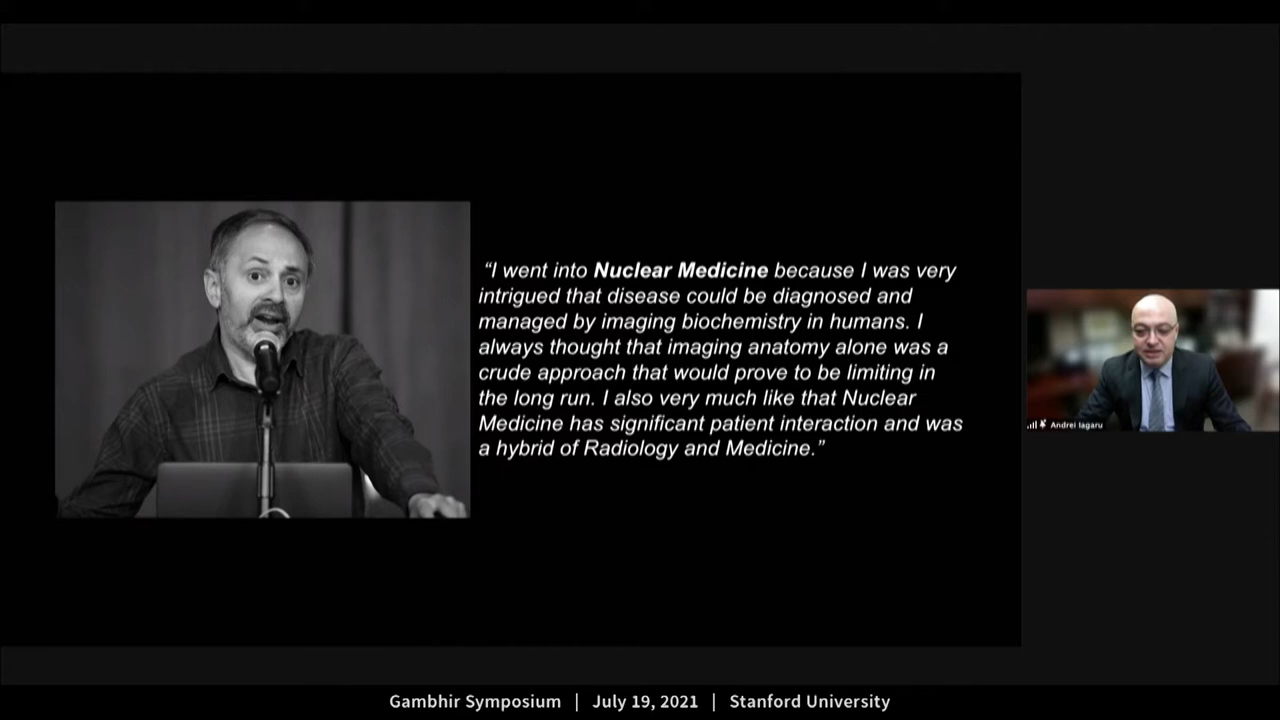 “I went into Nuclear Medicine because I was very
intrigued that disease could be diagnosed and
managed by imaging biochemistry in humans. I
always thought that imaging anatomy alone was a
crude approach that would prove to be limiting in
the long run. I also very much like that Nuclear
Medicine has significant patient interaction and was
a hybrid of Radiology and Medicine.”
Andrei Iagaru
Gambhir Symposium | July 19, 2021 | Stanford University